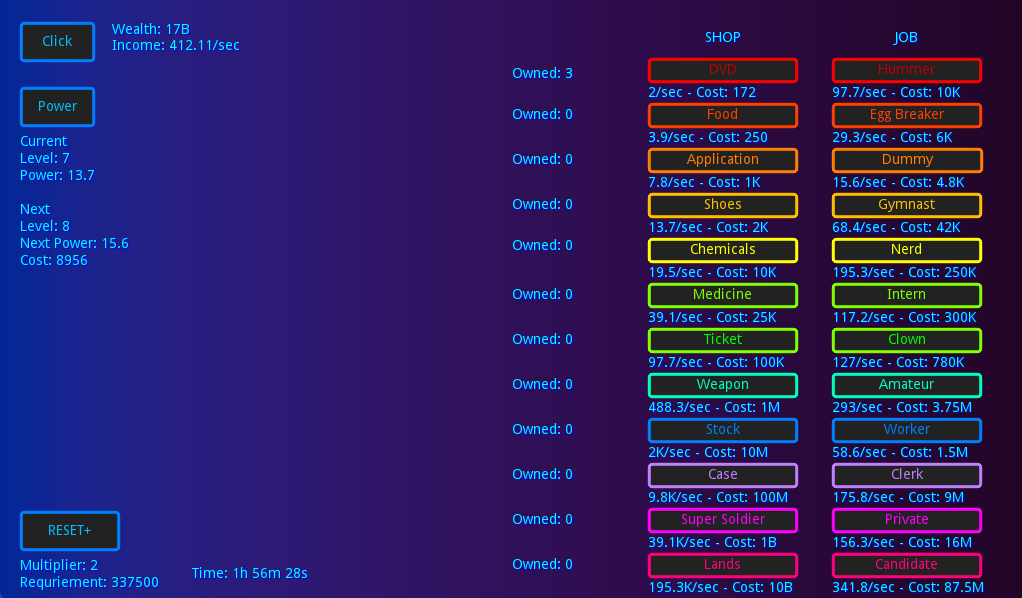 Click
Wealth: 17B
Income: 412.11/sec
SHOP
JOB
Owned: 3
DVD
Hummer
2/sec - Cost: 172
97.7/sec - Cost: 10K
Power
Owned: 0
Food
Egg Breaker
3.9/sec - Cost: 250
29.3/sec - Cost: 6K
Current
Level: 7
Power: 13.7
Owned: 0
Application
Dummy
7.8/sec - Cost: 1K
15.6/sec - Cost: 4.8K
Next
Level: 8
Next Power: 15.6
Cost: 8956
Owned: 0
Shoes
Gymnast
13.7/sec - Cost: 2K
68.4/sec - Cost: 42K
Owned: 0
Chemicals
Nerd
19.5/sec - Cost: 10K
195.3/sec - Cost: 250K
Owned: 0
Medicine
Intern
39.1/sec - Cost: 25K
117.2/sec - Cost: 300K
Owned: 0
Ticket
Clown
97.7/sec - Cost: 100K
127/sec - Cost: 780K
Owned: 0
Weapon
Amateur
488.3/sec - Cost: 1M
293/sec - Cost: 3.75M
Owned: 0
Stock
Worker
2K/sec - Cost: 10M
58.6/sec - Cost: 1.5M
Owned: 0
Case
Clerk
9.8K/sec - Cost: 100M
175.8/sec - Cost: 9M
Owned: 0
Super Soldier
Private
39.1K/sec - Cost: 1B
156.3/sec - Cost: 16M
Owned: 0
Lands
Candidate
195.3K/sec - Cost: 10B
341.8/sec - Cost: 87.5M
RESET+
Multiplier: 2
Requriement: 337500
Time: 1h 56m 28s